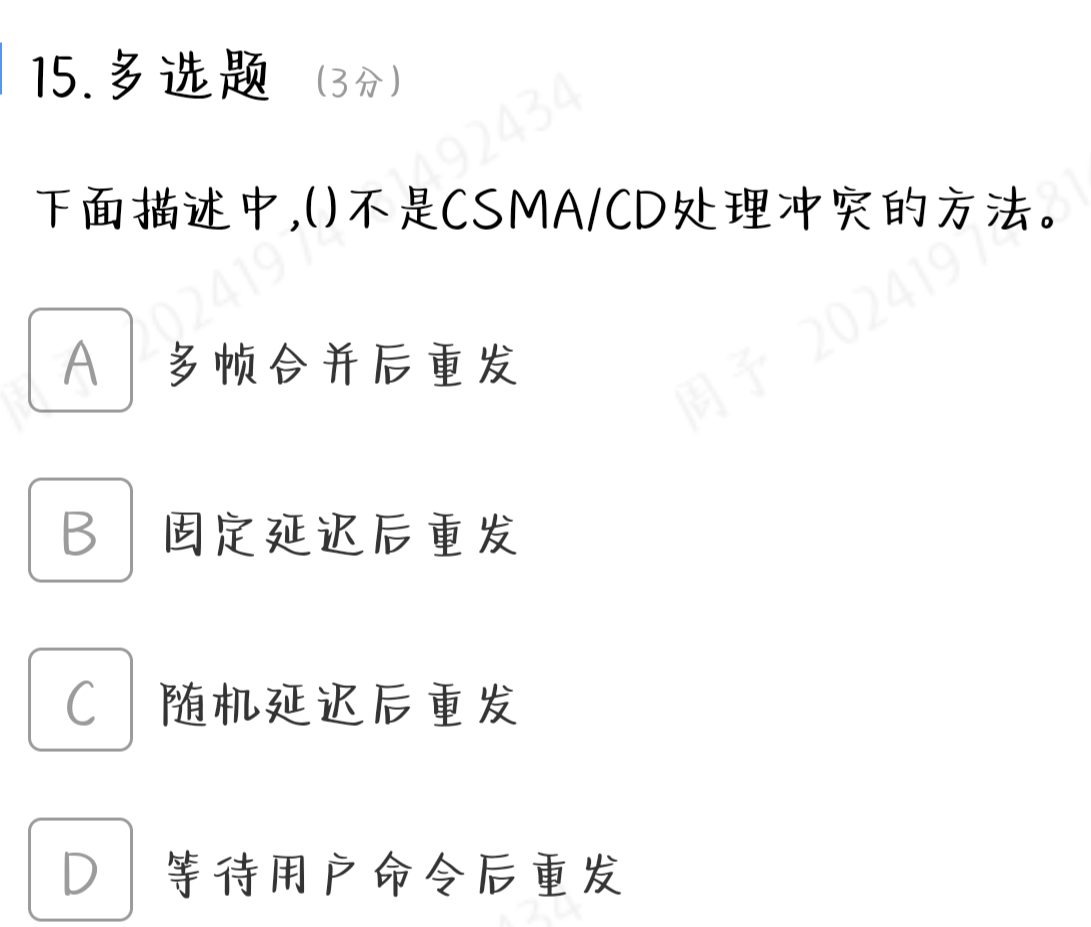 15.多选题 (3分)
下面描述中,()不是CSMA/CD处理冲突的方法。
A 多帧合并后重发
B 固定延迟后重发
C 随机延迟后重发
D 等待用户命令后重发